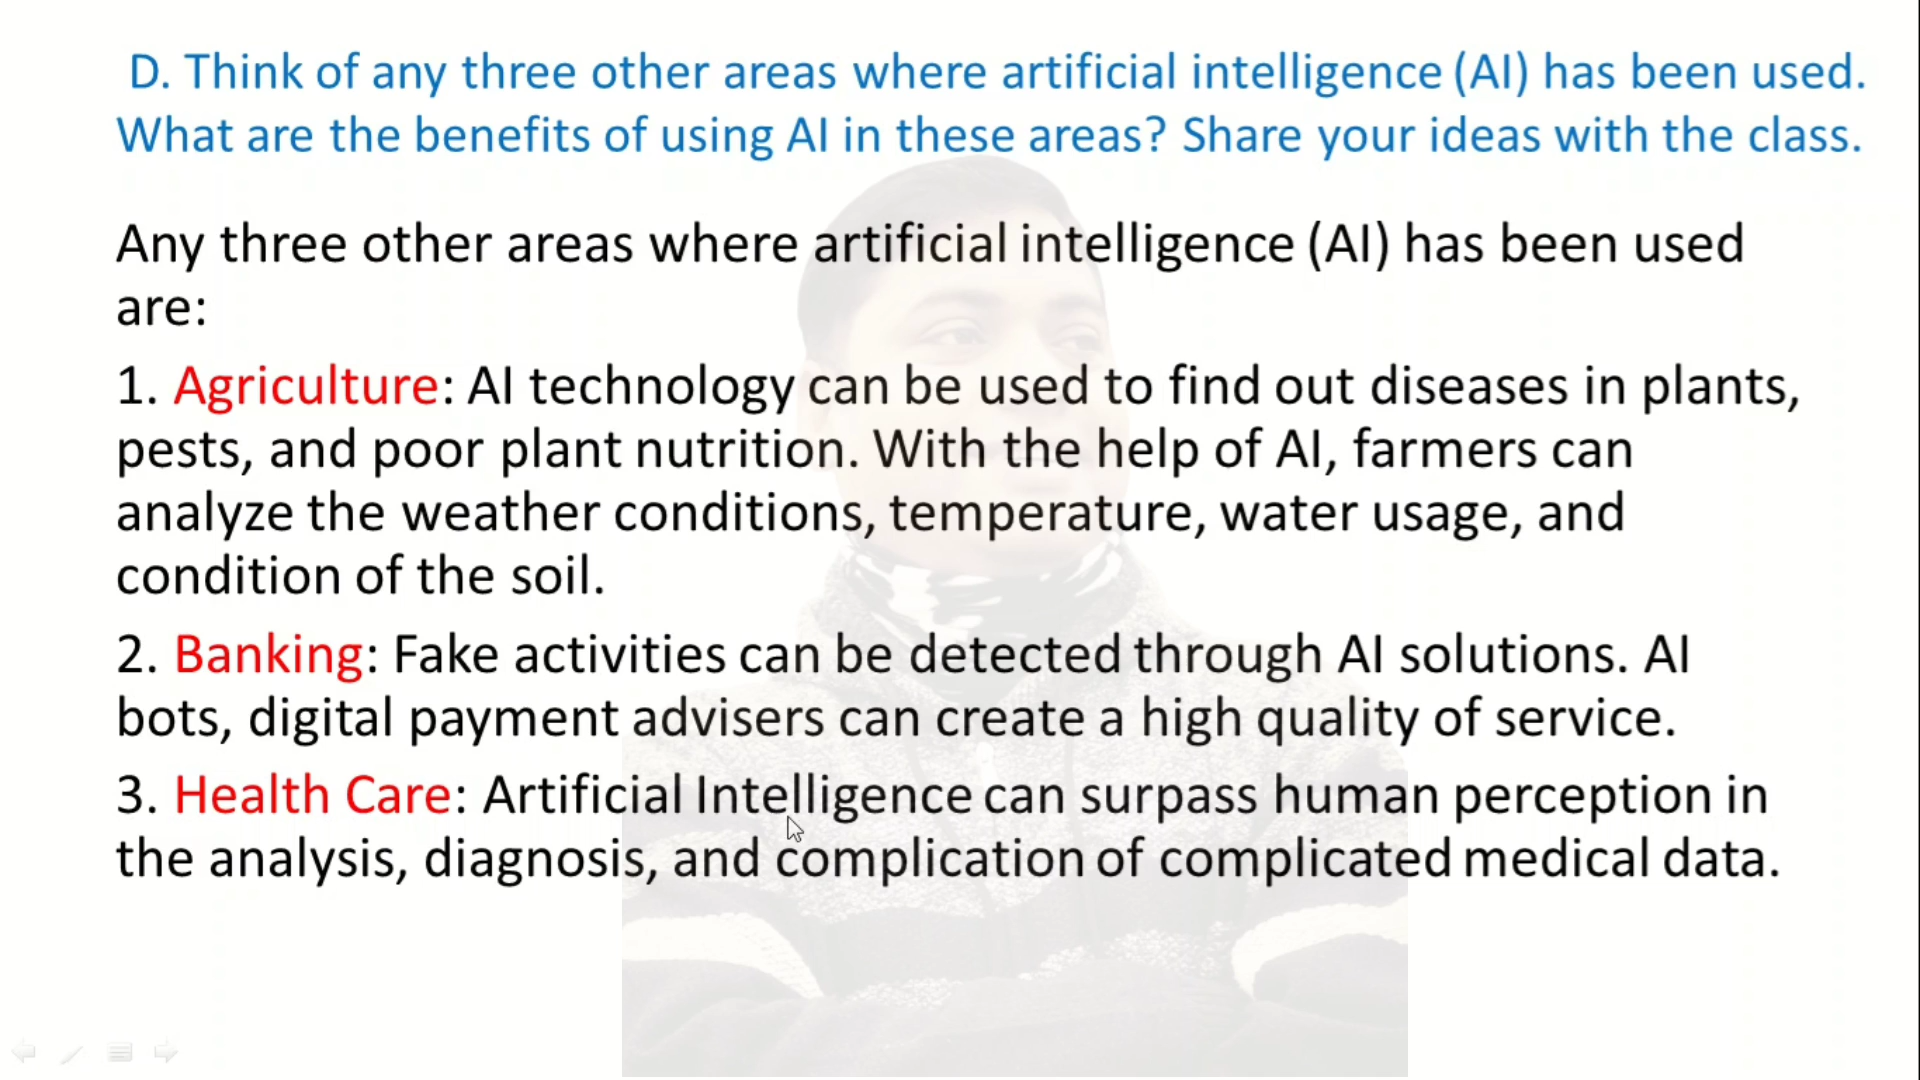 D. Think of any three other areas where artificial intelligence (AI) has been used.
What are the benefits of using AI in these areas? Share your ideas with the class.
Any three other areas where artificial intelligence (AI) has been used
are:
1. Agriculture: AI technology can be used to find out diseases in plants,
pests, and poor plant nutrition. With the help of AI, farmers can
analyze the weather conditions, temperature, water usage, and
condition of the soil.
2. Banking: Fake activities can be detected through AI solutions. AI
bots, digital payment advisers can create a high quality of service.
3. Health Care: Artificial Intelligence can surpass human perception in
the analysis, diagnosis, and complication of complicated medical data.